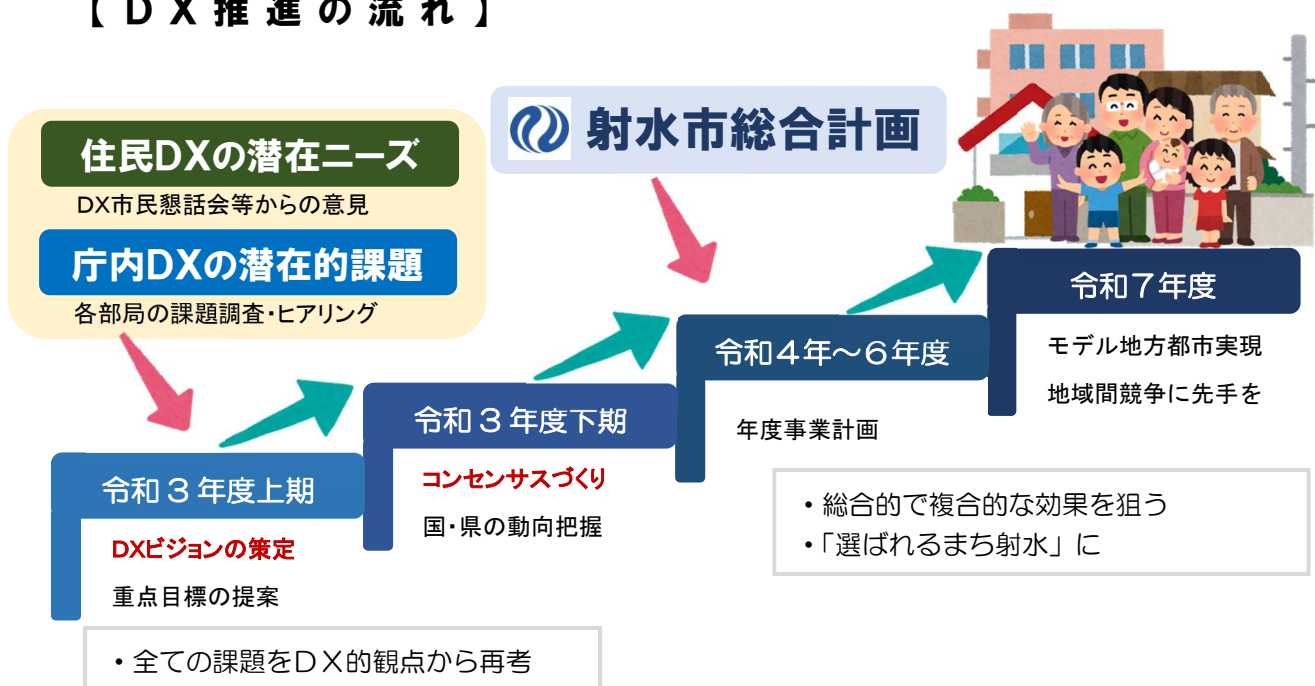 【DX推進の流れ】
住民DXの潜在ニーズ
DX市民懇話会等からの意見
庁内DXの潜在的課題
各部局の課題調査・ヒアリング
射水市総合計画
令和3年度上期
DXビジョンの策定
重点目標の提案
・全ての課題をDX的観点から再考
令和3年度下期
コンセンサスづくり
国・県の動向把握
令和4年～6年度
年度事業計画
令和7年度
モデル地方都市実現
地域間競争に先手を
・総合的で複合的な効果を狙う
・「選ばれるまち射水」に